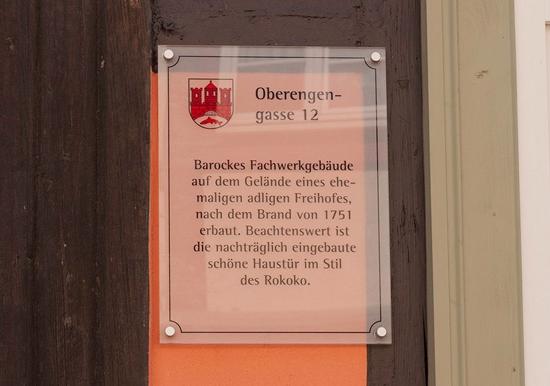 Oberengen-
gasse 12
Barockes Fachwerkgebäude
auf dem Gelände eines ehe-
maligen adligen Freihofes,
nach dem Brand von 1751
erbaut. Beachtenswert ist
die nachträglich eingebaute
schöne Haustür im Stil
des Rokoko.